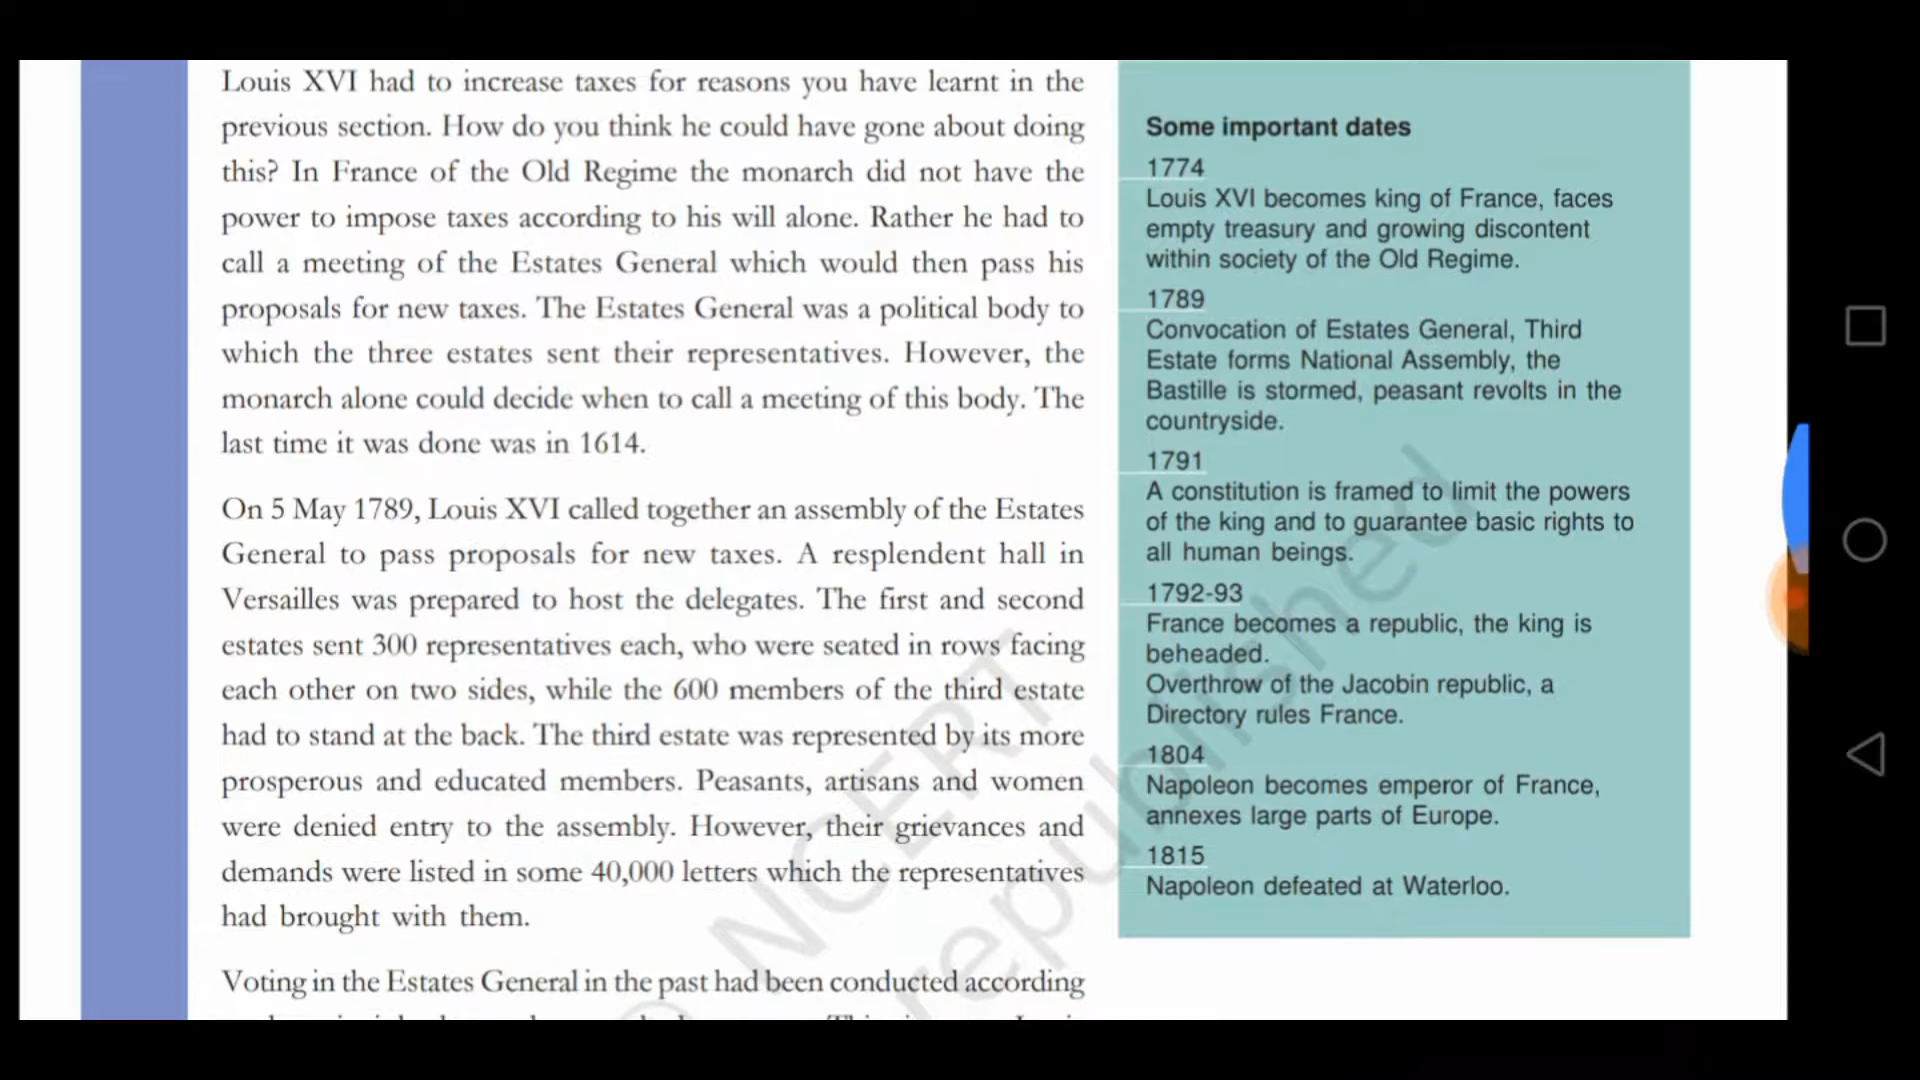 Louis XVI had to increase taxes for reasons you have learnt in the
previous section. How do you think he could have gone about doing
this? In France of the Old Regime the monarch did not have the
power to impose taxes according to his will alone. Rather he had to
call a meeting of the Estates General which would then pass his
proposals for new taxes. The Estates General was a political body to
which the three estates sent their representatives. However, the
monarch alone could decide when to call a meeting of this body. The
last time it was done was in 1614.
On 5 May 1789, Louis XVI called together an assembly of the Estates
General to pass proposals for new taxes. A resplendent hall in
Versailles was prepared to host the delegates. The first and second
estates sent 300 representatives each, who were seated in rows facing
each other on two sides, while the 600 members of the third estate
had to stand at the back. The third estate was represented by its more
prosperous and educated members. Peasants, artisans and women
were denied entry to the assembly. However, their grievances and
demands were listed in some 40,000 letters which the representatives
had brought with them.
Voting in the Estates General in the past had been conducted according
Some important dates
1774
Louis XVI becomes king of France, faces
empty treasury and growing discontent
within society of the Old Regime.
1789
Convocation of Estates General, Third
Estate forms National Assembly, the
Bastille is stormed, peasant revolts in the
countryside.
1791
A constitution is framed to limit the powers
of the king and to guarantee basic rights to
all human beings.
1792-93
France becomes a republic, the king is
beheaded.
Overthrow of the Jacobin republic, a
Directory rules France.
1804
Napoleon becomes emperor of France,
annexes large parts of Europe.
1815
Napoleon defeated at Waterloo.
© NCERT
republished